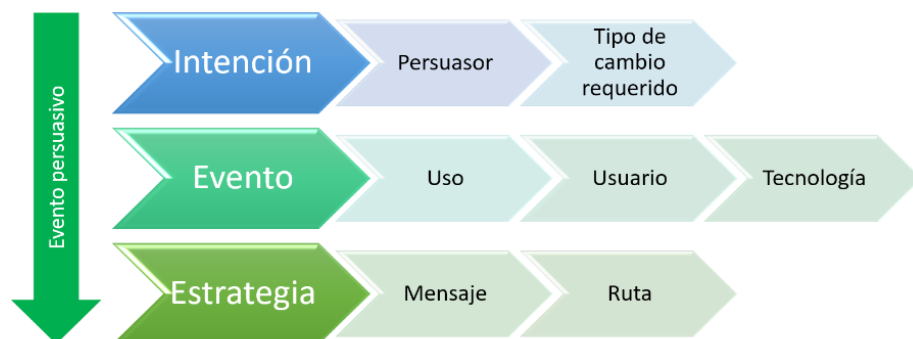 Evento persuasivo
Intención
Persuasor
Tipo de
cambio
requerido
Evento
Uso
Usuario
Tecnología
Estrategia
Mensaje
Ruta